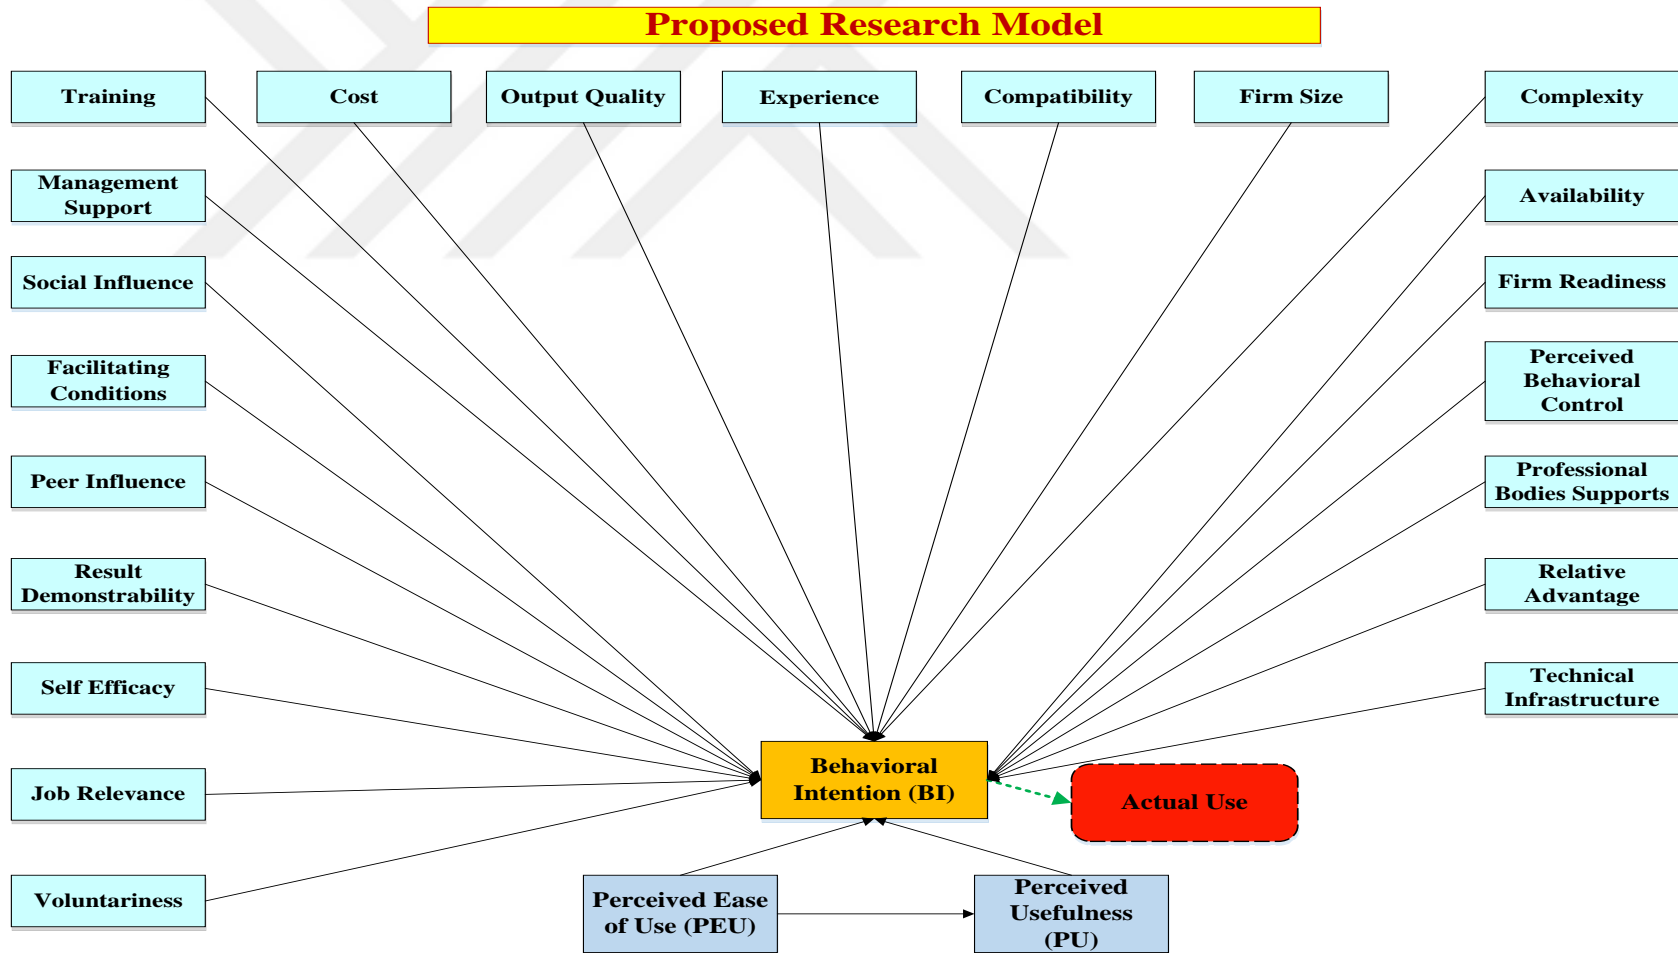 Proposed Research Model
Training
Cost
Output Quality
Experience
Compatibility
Firm Size
Complexity
Management
Support
Availability
Social Influence
Firm Readiness
Facilitating
Conditions
Perceived
Behavioral
Control
Peer Influence
Professional
Bodies Supports
Result
Demonstrability
Relative
Advantage
Self Efficacy
Technical
Infrastructure
Job Relevance
Behavioral
Intention (BI)
Actual Use
Voluntariness
Perceived Ease
of Use (PEU)
Perceived
Usefulness
(PU)